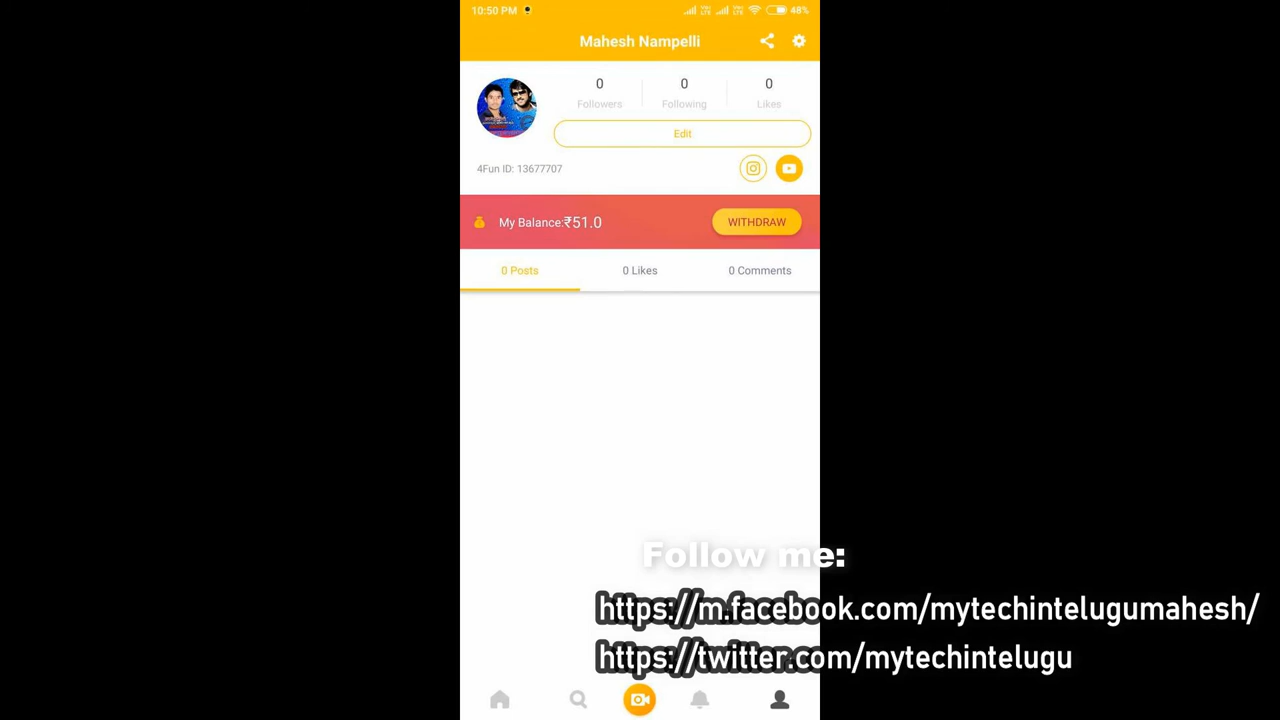 10:50 PM
48%
Mahesh Nampelli
0 0 0
Followers Following Likes
Edit
4Fun ID: 13677707
My Balance:₹51.0 WITHDRAW
0 Posts 0 Likes 0 Comments
Follow me:
https://m.facebook.com/mytechintelugumahesh/
https://twitter.com/mytechintelugu